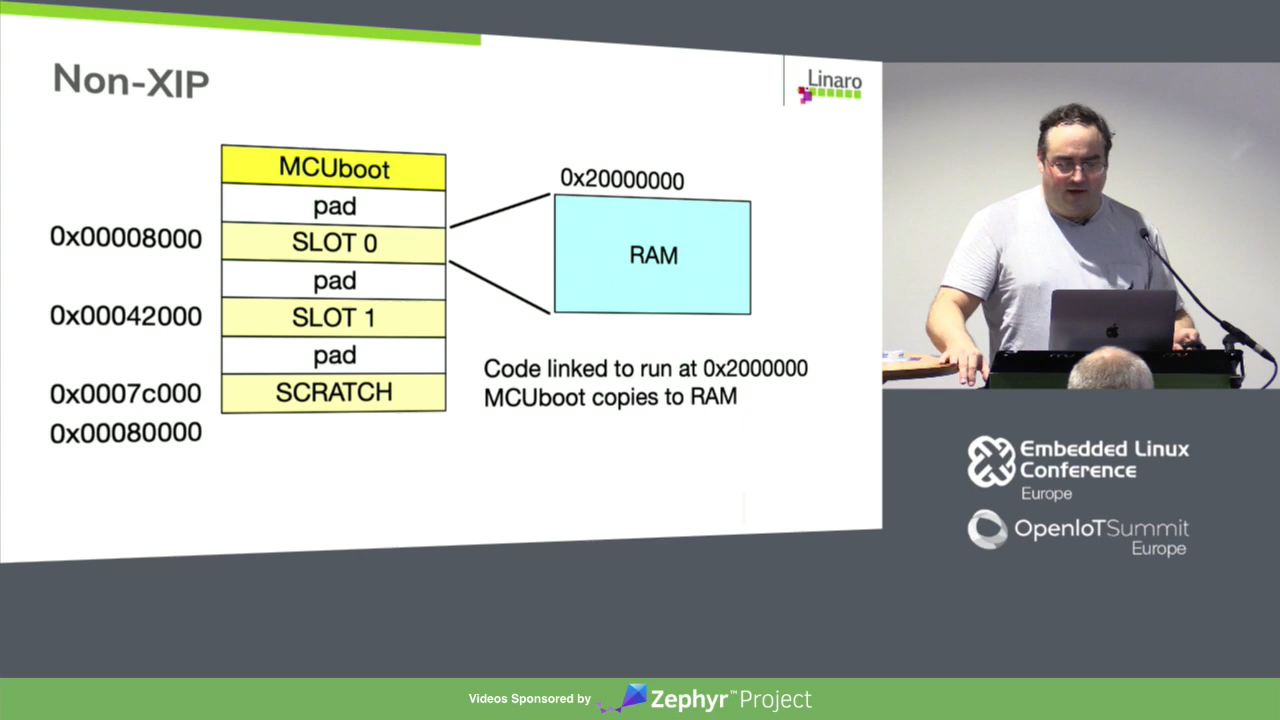 Non-XIP
Linaro
MCUboot
pad
0x00008000
SLOT 0
pad
0x00042000
SLOT 1
pad
0x0007c000
SCRATCH
0x00080000
0x20000000
RAM
Code linked to run at 0x2000000
MCUboot copies to RAM
Embedded Linux
Conference
Europe
OpenIoTSummit
Europe
Videos Sponsored by Zephyr™Project